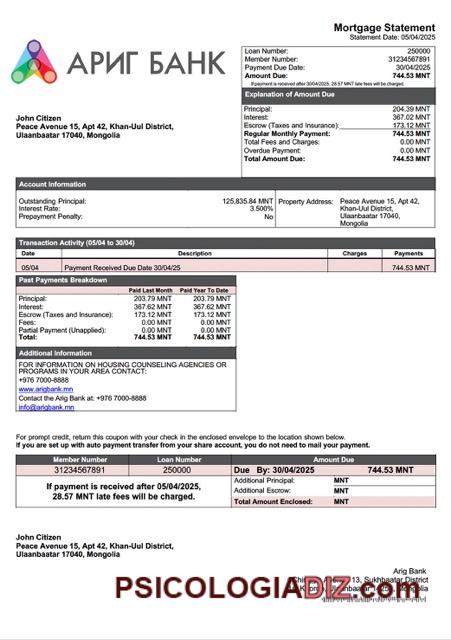 Mortgage Statement
Statement Date: 05/04/2025
АРИГ БАНК
Loan Number: 250000
Member Number: 31234567891
Payment Due Date: 30/04/2025
Amount Due: 744.53 MNT
If payment is received after 30/04/2025, 28.57 MNT late fees will be charged.
Explanation of Amount Due
Principal: 204.39 MNT
Interest: 367.02 MNT
Escrow (Taxes and Insurance): 173.12 MNT
Regular Monthly Payment: 744.53 MNT
Total Fees and Charges: 0.00 MNT
Overdue Payment: 0.00 MNT
Total Amount Due: 744.53 MNT
John Citizen
Peace Avenue 15, Apt 42, Khan-Uul District,
Ulaanbaatar 17040, Mongolia
Account Information
Outstanding Principal: 125,835.84 MNT
Interest Rate: 3.500%
Prepayment Penalty: No
Property Address: Peace Avenue 15, Apt 42,
Khan-Uul District,
Ulaanbaatar 17040,
Mongolia
Transaction Activity (05/04 to 30/04)
Date Description Charges Payments
05/04 Payment Received Due Date 30/04/25 744.53 MNT
Past Payments Breakdown
Paid Last Month Paid Year To Date
Principal: 203.79 MNT 203.79 MNT
Interest: 367.62 MNT 367.62 MNT
Escrow (Taxes and Insurance): 173.12 MNT 173.12 MNT
Fees: 0.00 MNT 0.00 MNT
Partial Payment (Unapplied): 0.00 MNT 0.00 MNT
Total: 744.53 MNT 744.53 MNT
Additional Information
FOR INFORMATION ON HOUSING COUNSELING AGENCIES OR
PROGRAMS IN YOUR AREA CONTACT:
+976 7000-8888
www.arigbank.mn
Contact the Arig Bank at: +976 7000-8888
info@arigbank.mn
For prompt credit, return this coupon with your check in the enclosed envelope to the location shown below.
If you are set up with auto payment transfer from your share account, you do not need to mail your payment.
Member Number Loan Number Amount Due
31234567891 250000 Due By: 30/04/2025 744.53 MNT
If payment is received after 05/04/2025,
28.57 MNT late fees will be charged.
Additional Principal: MNT
Additional Escrow: MNT
Total Amount Enclosed: MNT
John Citizen
Peace Avenue 15, Apt 42, Khan-Uul District,
Ulaanbaatar 17040, Mongolia
Arig Bank
13, Sukhbaatar District
PSICOLOGIADIZ.com